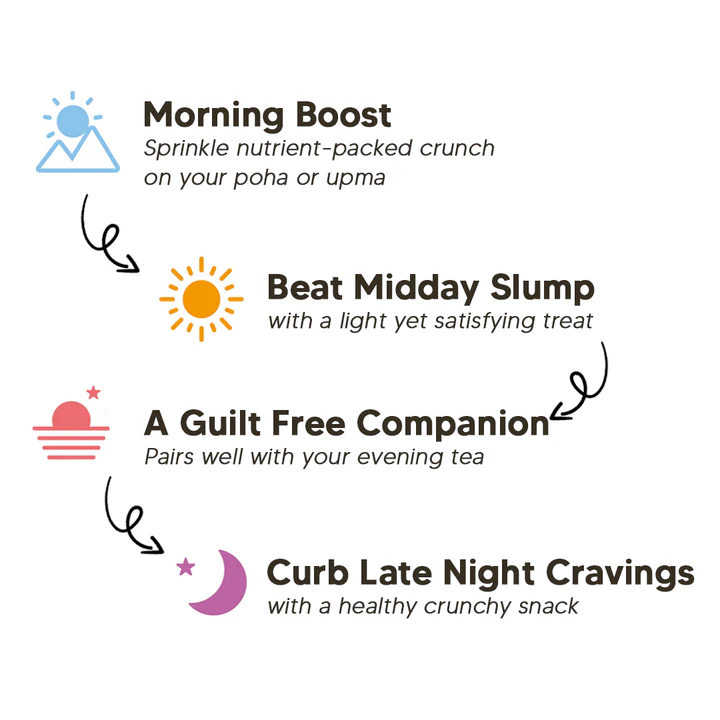 Morning Boost
Sprinkle nutrient-packed crunch
on your poha or upma
Beat Midday Slump
with a light yet satisfying treat
A Guilt Free Companion
Pairs well with your evening tea
Curb Late Night Cravings
with a healthy crunchy snack